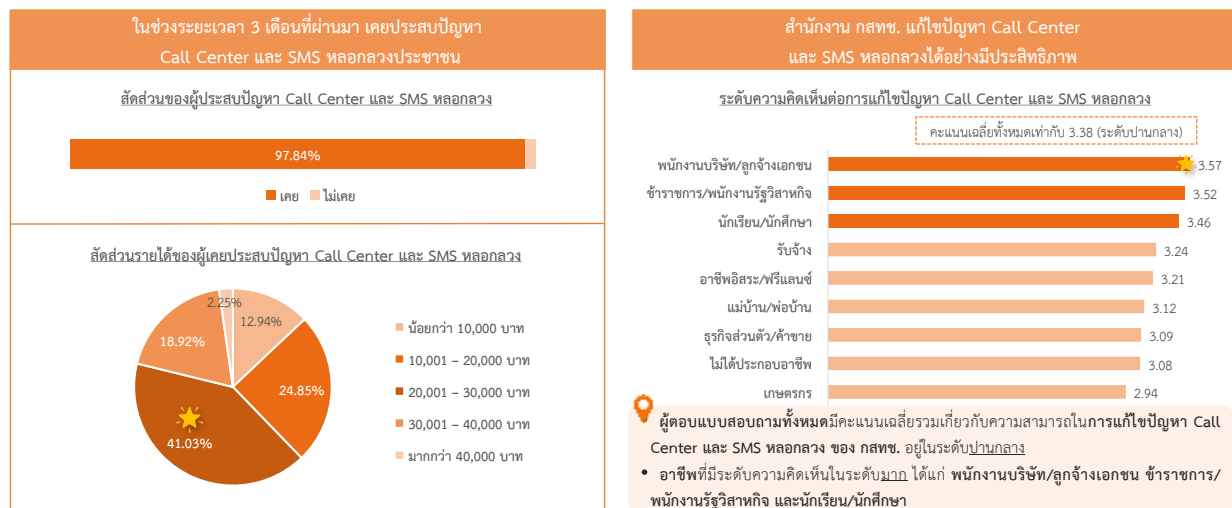 ในช่วงระยะเวลา 3 เดือนที่ผ่านมา เคยประสบปัญหา
Call Center และ SMS หลอกลวงประชาชน
สัดส่วนของผู้ประสบปัญหา Call Center และ SMS หลอกลวง
97.84%
เคย ไม่เคย
สัดส่วนรายได้ของผู้เคยประสบปัญหา Call Center และ SMS หลอกลวง
2.25%
12.94%
18.92%
24.85%
41.03%
น้อยกว่า 10,000 บาท
10,001 – 20,000 บาท
20,001 – 30,000 บาท
30,001 – 40,000 บาท
มากกว่า 40,000 บาท
สำนักงาน กสทช. แก้ไขปัญหา Call Center
และ SMS หลอกลวงได้อย่างมีประสิทธิภาพ
ระดับความคิดเห็นต่อการแก้ไขปัญหา Call Center และ SMS หลอกลวง
คะแนนเฉลี่ยทั้งหมดเท่ากับ 3.38 (ระดับปานกลาง)
พนักงานบริษัท/ลูกจ้างเอกชน 3.57
ข้าราชการ/พนักงานรัฐวิสาหกิจ 3.52
นักเรียน/นักศึกษา 3.46
รับจ้าง 3.24
อาชีพอิสระ/ฟรีแลนซ์ 3.21
แม่บ้าน/พ่อบ้าน 3.12
ธุรกิจส่วนตัว/ค้าขาย 3.09
ไม่ได้ประกอบอาชีพ 3.08
เกษตรกร 2.94
ผู้ตอบแบบสอบถามทั้งหมดมีคะแนนเฉลี่ยรวมเกี่ยวกับความสามารถในการแก้ไขปัญหา Call
Center และ SMS หลอกลวง ของ กสทช. อยู่ในระดับปานกลาง
• อาชีพที่มีระดับความคิดเห็นในระดับมาก ได้แก่ พนักงานบริษัท/ลูกจ้างเอกชน ข้าราชการ/
พนักงานรัฐวิสาหกิจ และนักเรียน/นักศึกษา